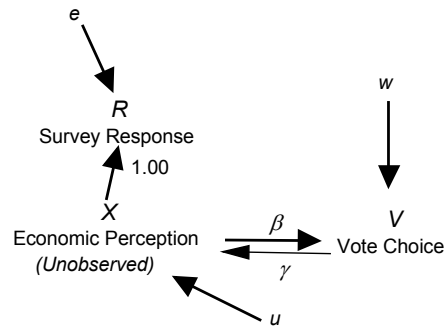 e
R
Survey Response
1.00
w
X
Economic Perception
(Unobserved)
β
γ
V
Vote Choice
u